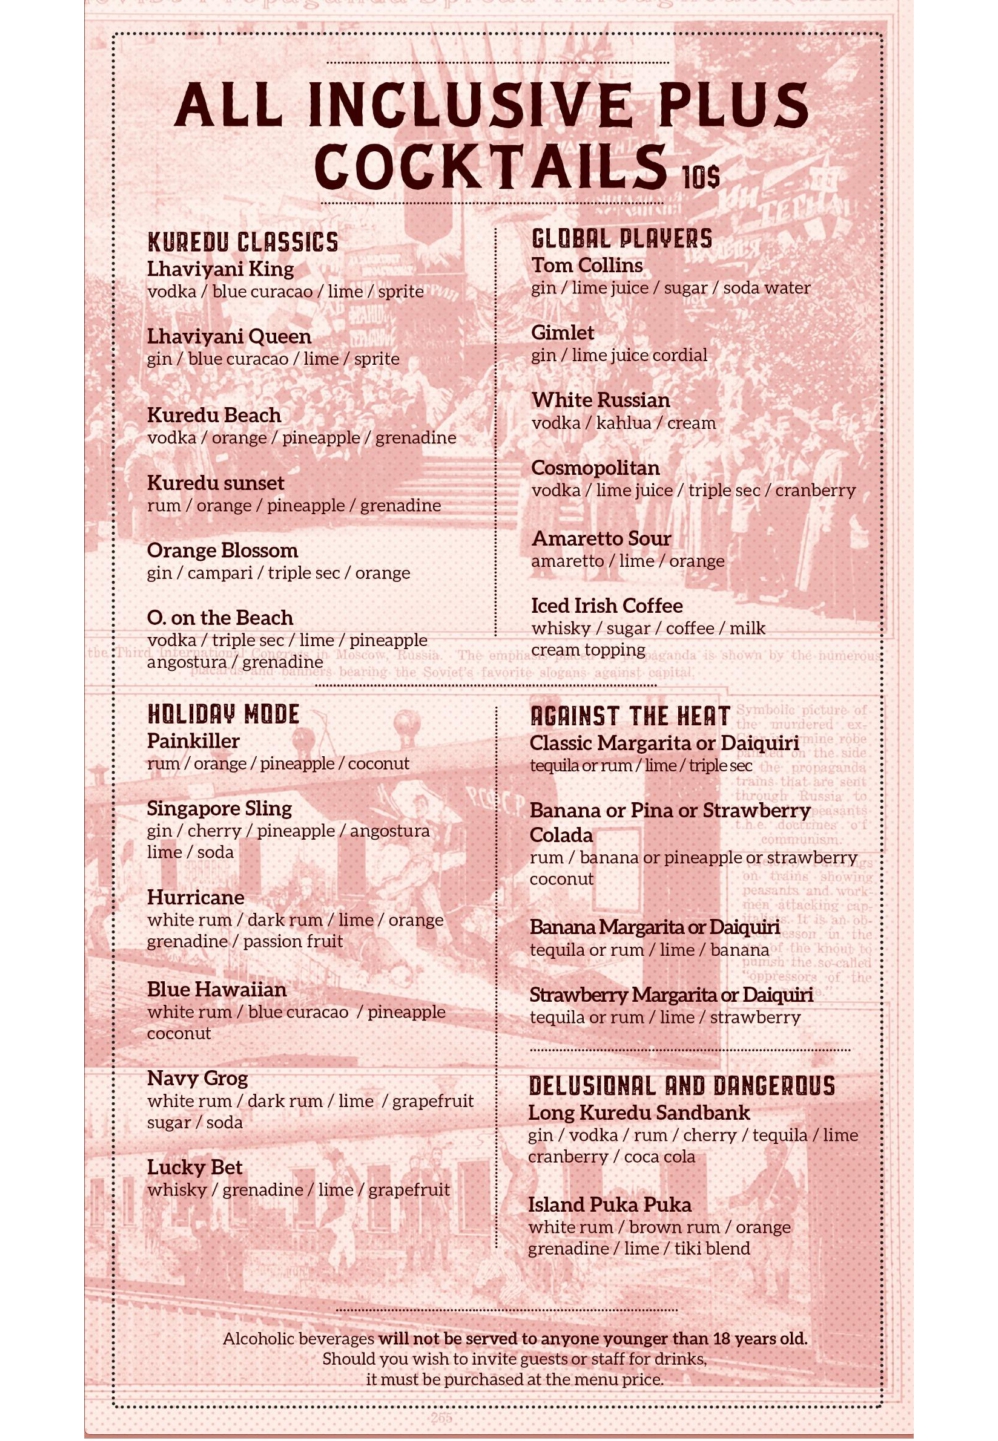 ALL INCLUSIVE PLUS
COCKTAILS 10$
KUREDU CLASSICS
Lhaviyani King
vodka / blue curacao / lime / sprite
Lhaviyani Queen
gin / blue curacao / lime / sprite
Kuredu Beach
vodka / orange / pineapple / grenadine
Kuredu sunset
rum / orange / pineapple / grenadine
Orange Blossom
gin / campari / triple sec / orange
O. on the Beach
vodka / triple sec / lime / pineapple
angostura / grenadine
GLOBAL PLAYERS
Tom Collins
gin / lime juice / sugar / soda water
Gimlet
gin / lime juice cordial
White Russian
vodka / kahlua / cream
Cosmopolitan
vodka / lime juice / triple sec / cranberry
Amaretto Sour
amaretto / lime / orange
Iced Irish Coffee
whisky / sugar / coffee / milk
cream topping
HOLIDAY MODE
Painkiller
rum / orange / pineapple / coconut
Singapore Sling
gin / cherry / pineapple / angostura
lime / soda
Hurricane
white rum / dark rum / lime / orange
grenadine / passion fruit
Blue Hawaiian
white rum / blue curacao / pineapple
coconut
Navy Grog
white rum / dark rum / lime / grapefruit
sugar / soda
Lucky Bet
whisky / grenadine / lime / grapefruit
AGAINST THE HEAT
Classic Margarita or Daiquiri
tequila or rum / lime / triple sec
Banana or Pina or Strawberry
Colada
rum / banana or pineapple or strawberry
coconut
Banana Margarita or Daiquiri
tequila or rum / lime / banana
Strawberry Margarita or Daiquiri
tequila or rum / lime / strawberry
DELUSIONAL AND DANGEROUS
Long Kuredu Sandbank
gin / vodka / rum / cherry / tequila / lime
cranberry / coca cola
Island Puka Puka
white rum / brown rum / orange
grenadine / lime / tiki blend
Alcoholic beverages will not be served to anyone younger than 18 years old.
Should you wish to invite guests or staff for drinks,
it must be purchased at the menu price.
265